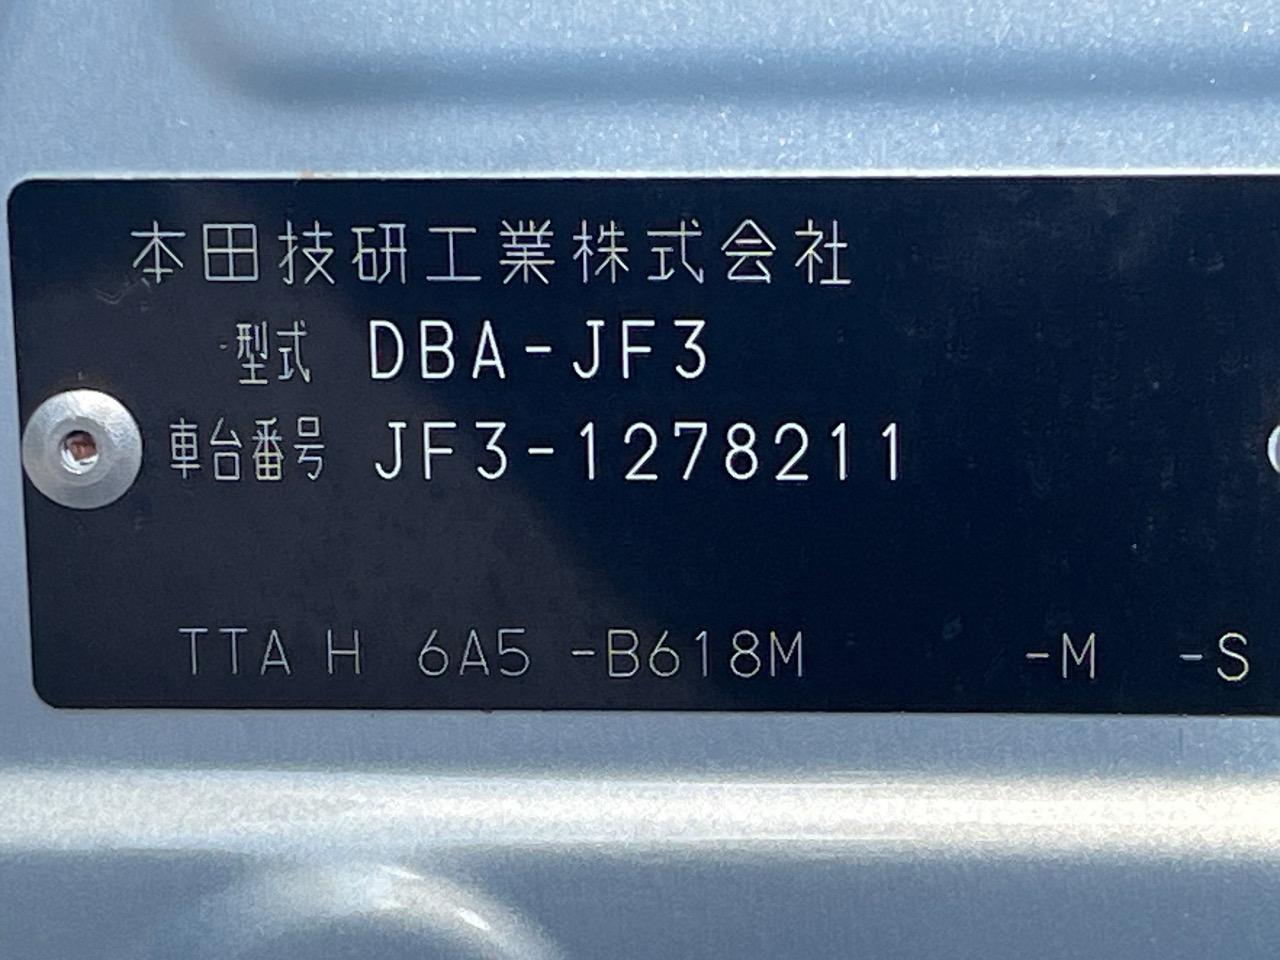 本田技研工業株式会社
型式 DBA-JF3
車台番号 JF3-1278211
TTA H 6A5 -B618M -M -S